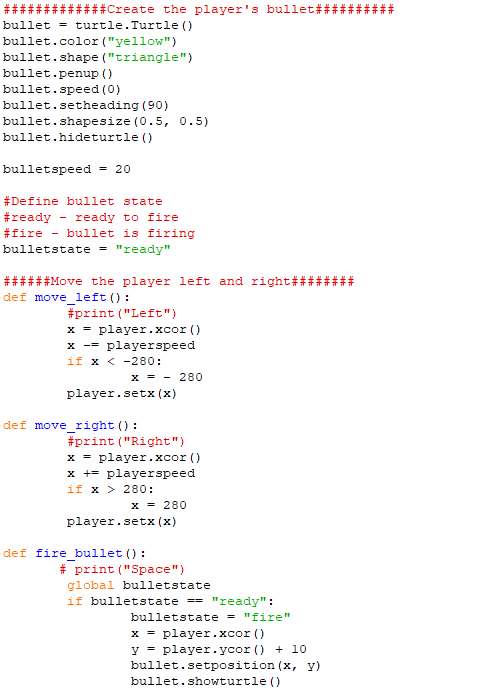 #############Create the player's bullet##########
bullet = turtle.Turtle()
bullet.color("yellow")
bullet.shape("triangle")
bullet.penup()
bullet.speed(0)
bullet.setheading(90)
bullet.shapesize(0.5, 0.5)
bullet.hideturtle()

bulletspeed = 20

#Define bullet state
#ready - ready to fire
#fire - bullet is firing
bulletstate = "ready"

######Move the player left and right########
def move_left():
        #print("Left")
        x = player.xcor()
        x -= playerspeed
        if x < -280:
                x = - 280
        player.setx(x)

def move_right():
        #print("Right")
        x = player.xcor()
        x += playerspeed
        if x > 280:
                x = 280
        player.setx(x)

def fire_bullet():
       # print("Space")
        global bulletstate
        if bulletstate == "ready":
                bulletstate = "fire"
                x = player.xcor()
                y = player.ycor() + 10
                bullet.setposition(x, y)
                bullet.showturtle()